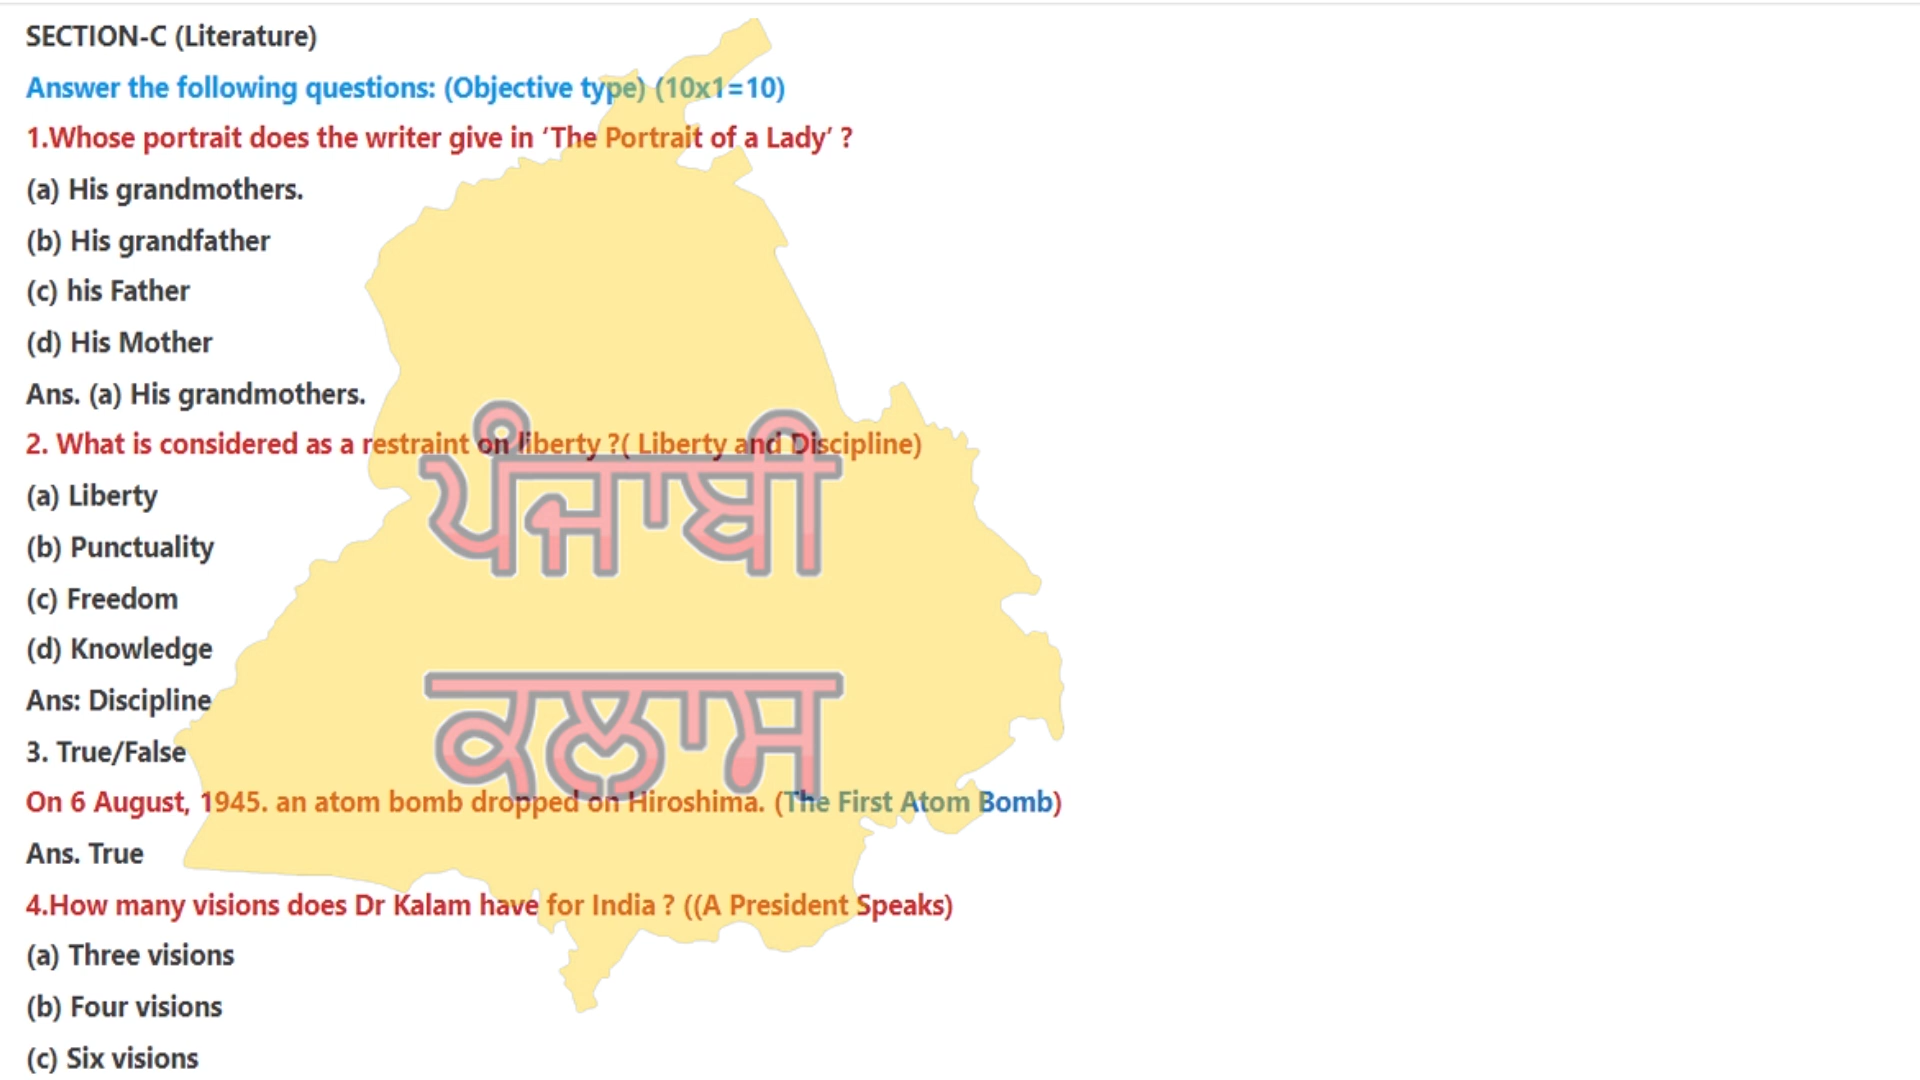 SECTION-C (Literature)
Answer the following questions: (Objective type) (10x1=10)
1.Whose portrait does the writer give in ‘The Portrait of a Lady’ ?
(a) His grandmothers.
(b) His grandfather
(c) his Father
(d) His Mother
Ans. (a) His grandmothers.
2. What is considered as a restraint on liberty ?( Liberty and Discipline)
(a) Liberty
(b) Punctuality
(c) Freedom
(d) Knowledge
Ans: Discipline
3. True/False
On 6 August, 1945. an atom bomb dropped on Hiroshima. (The First Atom Bomb)
Ans. True
4.How many visions does Dr Kalam have for India ? ((A President Speaks)
(a) Three visions
(b) Four visions
(c) Six visions
ਪੰਜਾਬੀ
ਕਲਾਸ